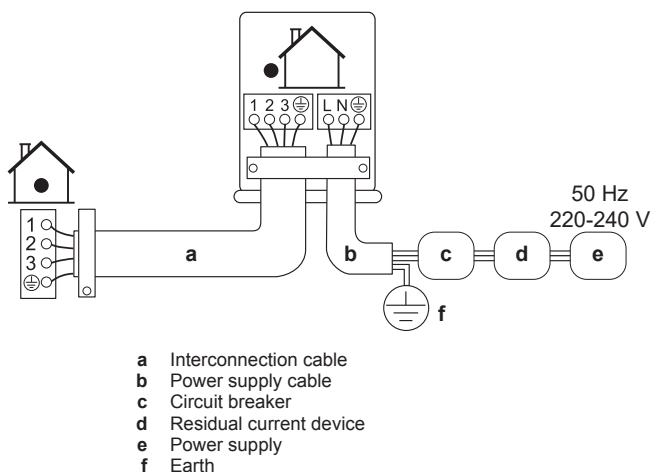 1 2 3 L N
1
2
3
a
b
c
d
e
f
50 Hz
220-240 V
a Interconnection cable
b Power supply cable
c Circuit breaker
d Residual current device
e Power supply
f Earth